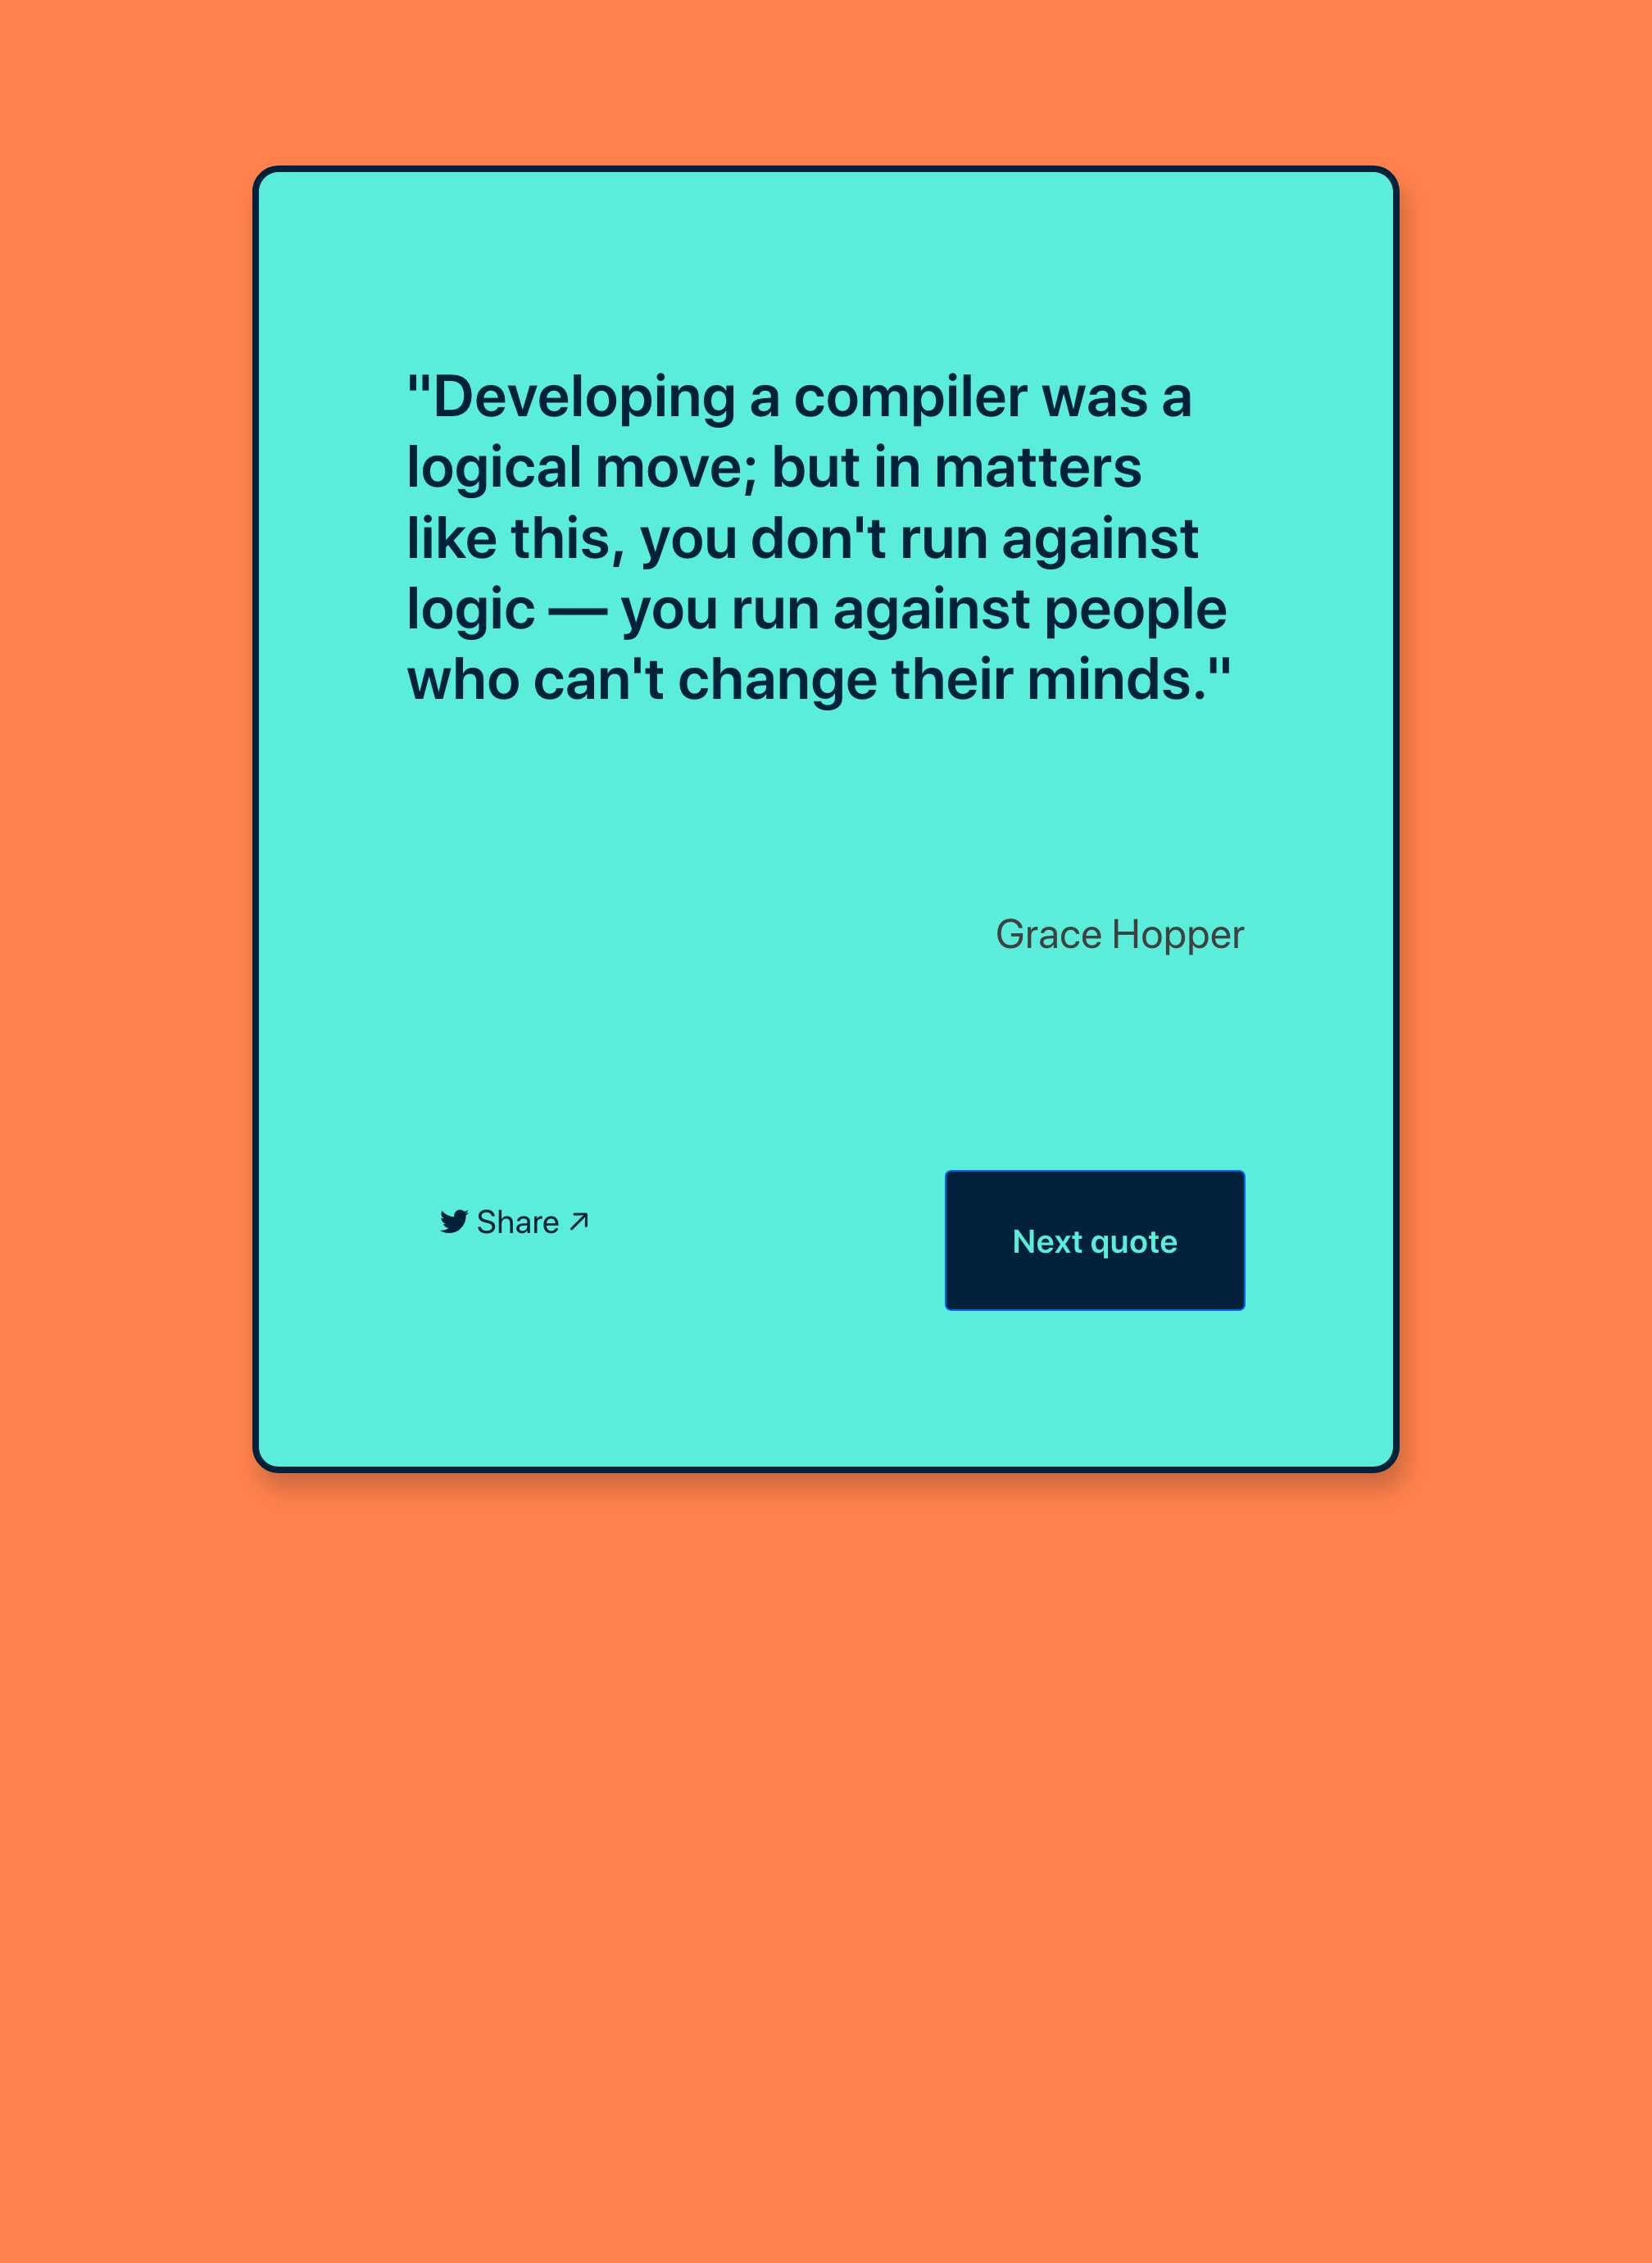 "Developing a compiler was a
logical move; but in matters
like this, you don't run against
logic — you run against people
who can't change their minds."
Grace Hopper
Share
Next quote